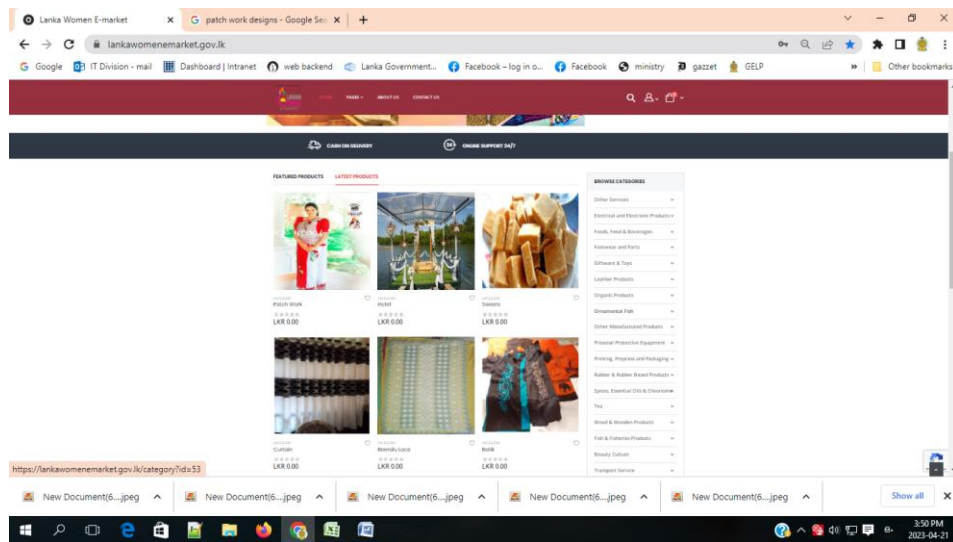 Lanka Women E-market
patch work designs - Google Sea
lankawomenemarket.gov.lk
Google IT Division - mail Dashboard | Intranet web backend Lanka Government... Facebook – log in o... Facebook ministry gazzet GELP Other bookmarks
HOME PAGES ABOUT US CONTACT US
CASH ON DELIVERY
ONLINE SUPPORT 24/7
FEATURED PRODUCTS LATEST PRODUCTS
Patch Work
LKR 0.00
Hotel
LKR 0.00
Sweets
LKR 0.00
Curtain
LKR 0.00
Beeralu Lace
LKR 0.00
Batik
LKR 0.00
BROWSE CATEGORIES
Other Services
Electrical and Electronic Products
Foods, Feed & Beverages
Footwear and Parts
Giftware & Toys
Leather Products
Organic Products
Ornamental Fish
Other Manufactured Products
Printing, Prepress and Packaging
Rubber & Rubber Based Products
Spices, Essential Oils &
Tea
Wood & Wooden Products
Fish & Fisheries Products
Beauty Culture
Transport Service
https://lankawomenemarket.gov.lk/category?id=53
New Document(6....jpeg New Document(6....jpeg New Document(6....jpeg New Document(6....jpeg New Document(6....jpeg Show all
3:50 PM
2023-04-21